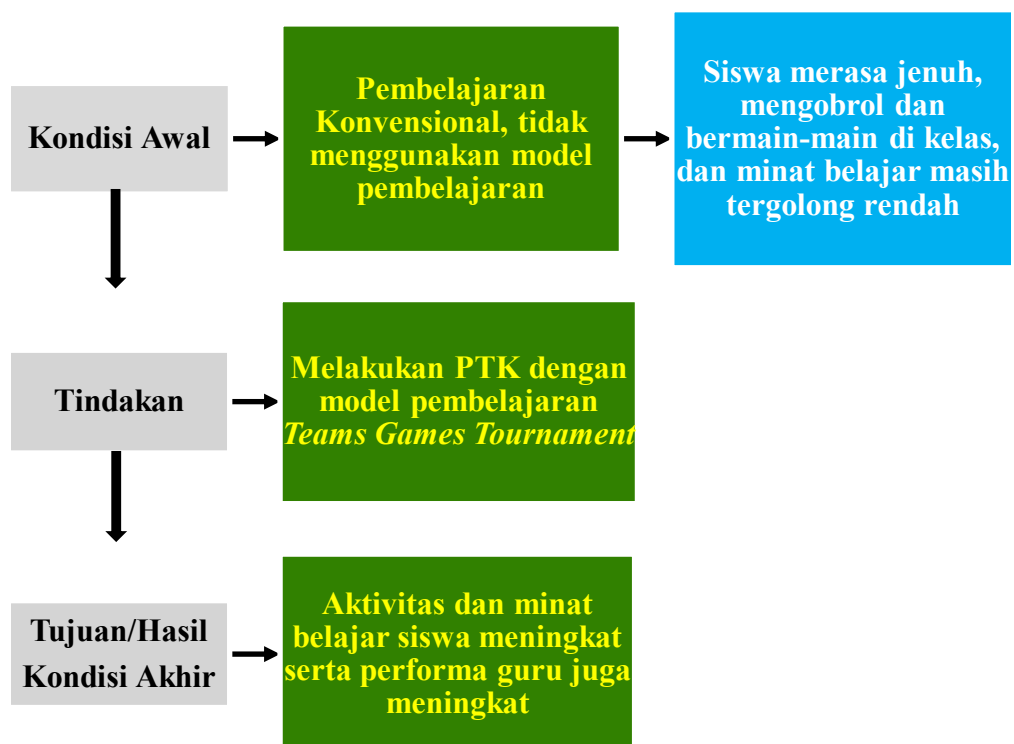 Kondisi Awal
Pembelajaran
Konvensional, tidak
menggunakan model
pembelajaran
Siswa merasa jenuh,
mengobrol dan
bermain-main di kelas,
dan minat belajar masih
tergolong rendah
Tindakan
Melakukan PTK dengan
model pembelajaran
Teams Games Tournament
Tujuan/Hasil
Kondisi Akhir
Aktivitas dan minat
belajar siswa meningkat
serta performa guru juga
meningkat